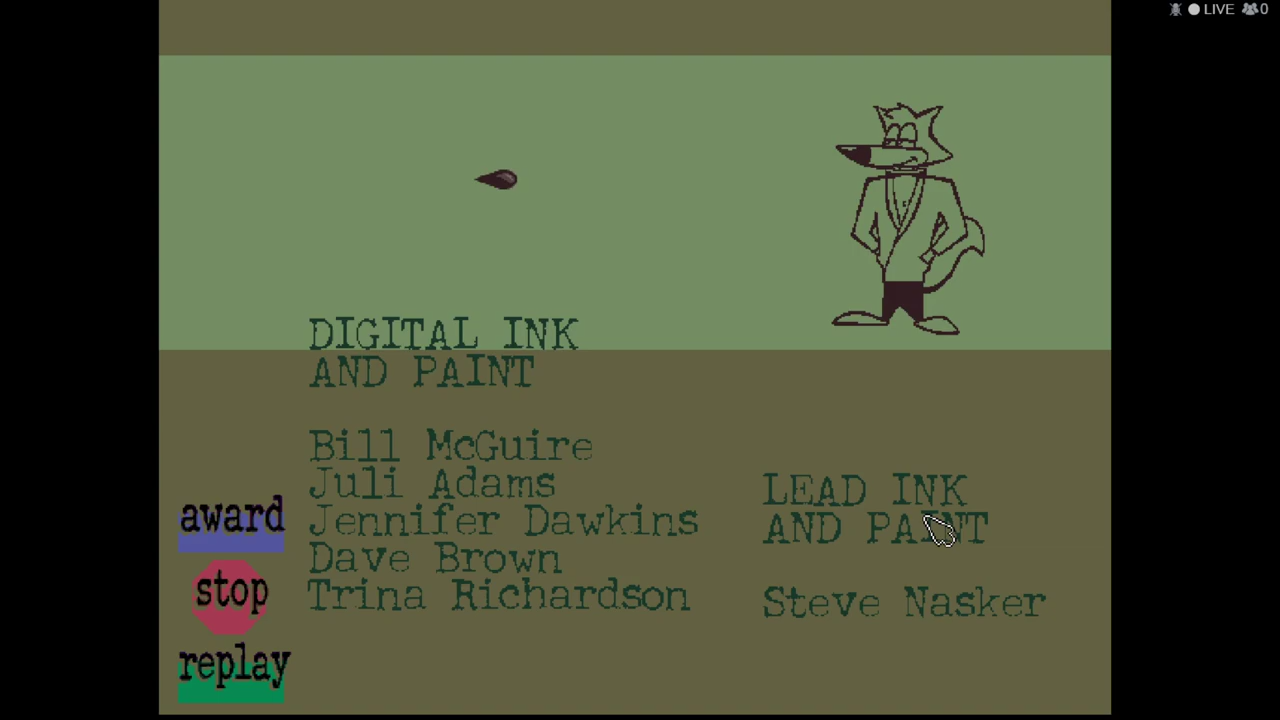 LIVE 0
DIGITAL INK
AND PAINT
Bill McGuire
Juli Adams
Jennifer Dawkins
Dave Brown
Trina Richardson
LEAD INK
AND PAINT
Steve Nasker
award
stop
replay